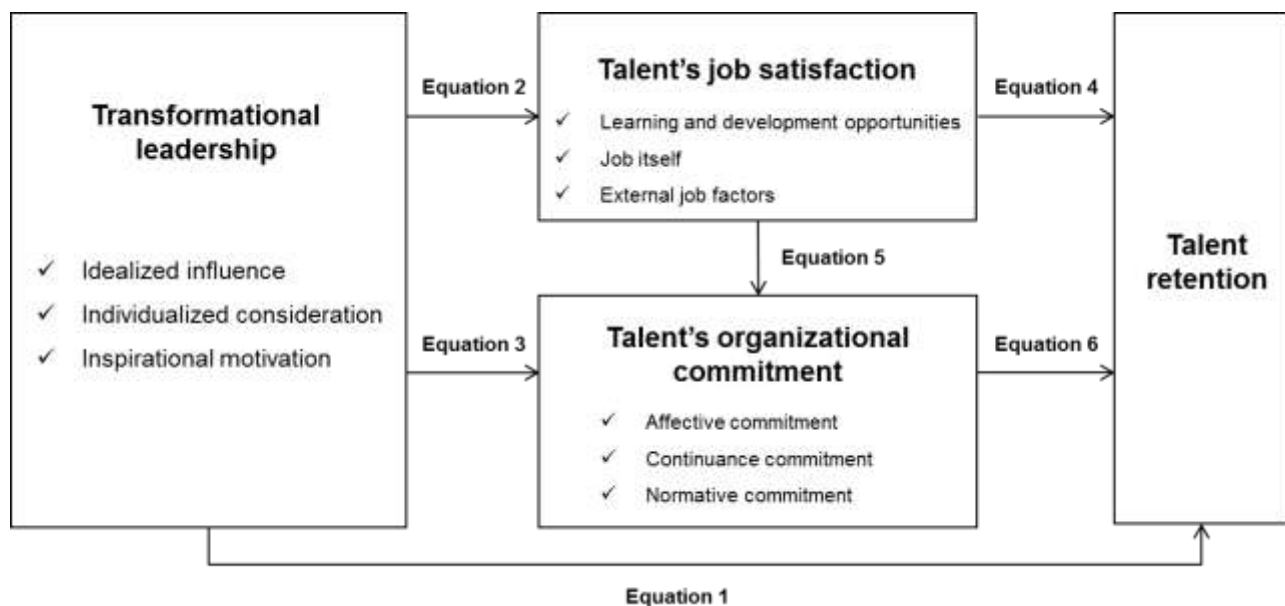 Transformational
leadership
✓ Idealized influence
✓ Individualized consideration
✓ Inspirational motivation
Equation 2
Equation 3
Talent’s job satisfaction
✓ Learning and development opportunities
✓ Job itself
✓ External job factors
Equation 5
Talent’s organizational
commitment
✓ Affective commitment
✓ Continuance commitment
✓ Normative commitment
Equation 4
Equation 6
Talent
retention
Equation 1